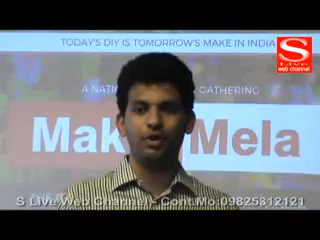 TODAY'S DIY IS TOMORROW'S MAKE IN INDIA
S
LIVE
web channel
A NATI
GATHERING
Mak
Mela
THE
S Live Web Channel - Cont.Mo:09825312121